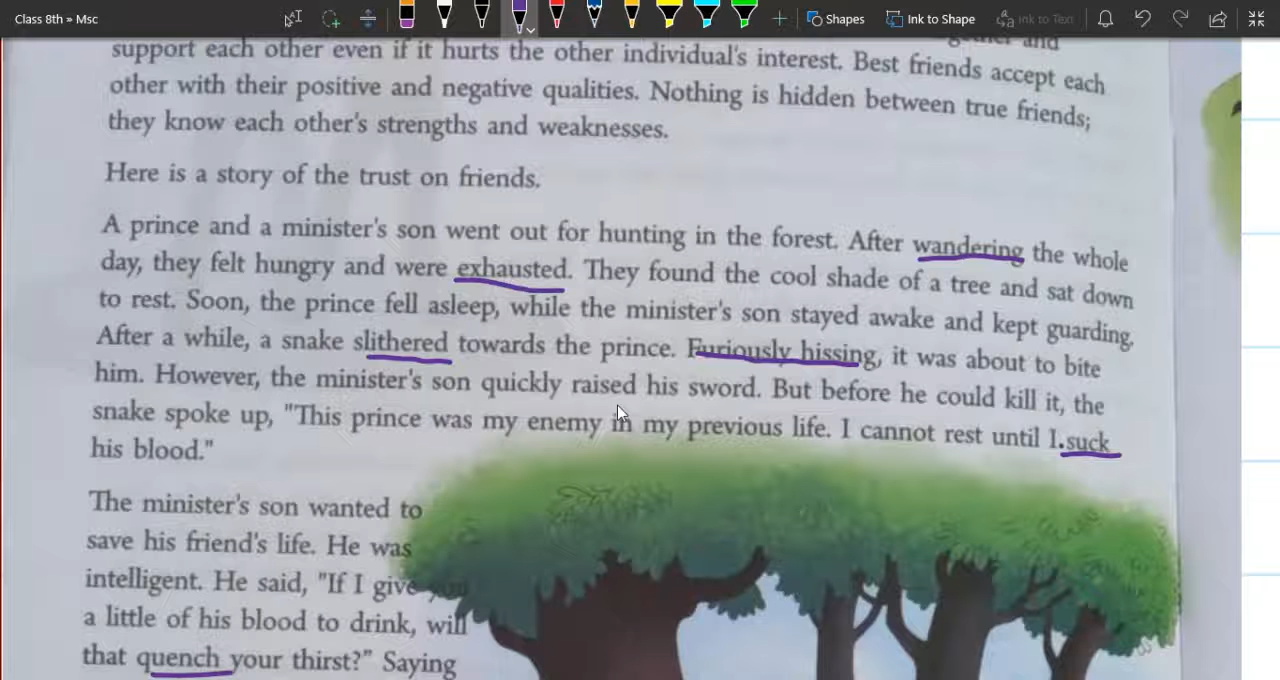 Class 8th » Msc
Shapes
Ink to Shape
Ink to Text
and
support each other even if it hurts the other individual's interest. Best friends accept each
other with their positive and negative qualities. Nothing is hidden between true friends;
they know each other's strengths and weaknesses.
Here is a story of the trust on friends.
A prince and a minister's son went out for hunting in the forest. After wandering the whole
day, they felt hungry and were exhausted. They found the cool shade of a tree and sat down
to rest. Soon, the prince fell asleep, while the minister's son stayed awake and kept guarding.
After a while, a snake slithered towards the prince. Furiously hissing, it was about to bite
him. However, the minister's son quickly raised his sword. But before he could kill it, the
snake spoke up, "This prince was my enemy in my previous life. I cannot rest until I suck
his blood."
The minister's son wanted to
save his friend's life. He was
intelligent. He said, "If I give you
a little of his blood to drink, will
that quench your thirst?" Saying